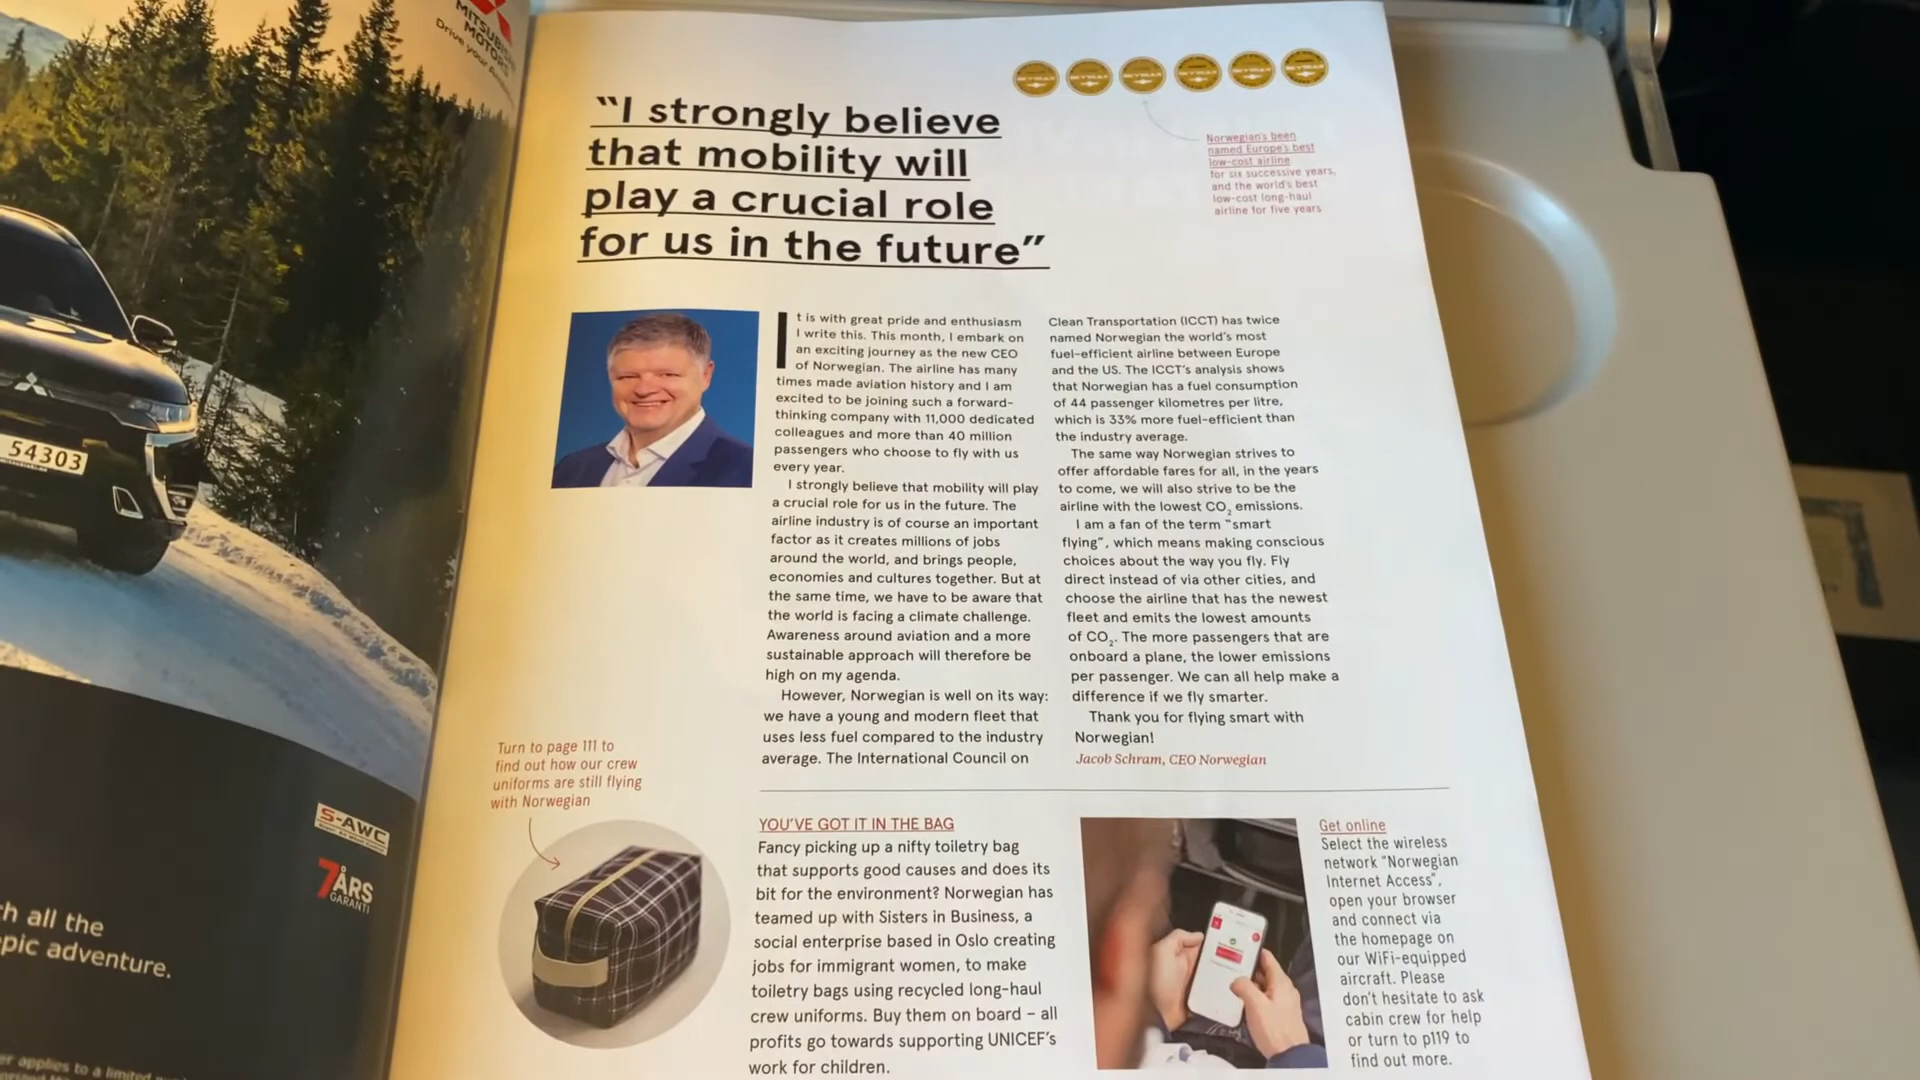 MITSUBISHI
MOTORS
Drive your Am
54303
S-AWC
7 ÅRS
GARANTI
th all the
pic adventure.
er applies to a limited
"I strongly believe
that mobility will
play a crucial role
for us in the future"
Norwegian's been
named Europe's best
low-cost airline
for six successive years,
and the world's best
low-cost long-haul
airline for five years
It is with great pride and enthusiasm
I write this. This month, I embark on
an exciting journey as the new CEO
of Norwegian. The airline has many
times made aviation history and I am
excited to be joining such a forward-
thinking company with 11,000 dedicated
colleagues and more than 40 million
passengers who choose to fly with us
every year.
I strongly believe that mobility will play
a crucial role for us in the future. The
airline industry is of course an important
factor as it creates millions of jobs
around the world, and brings people,
economies and cultures together. But at
the same time, we have to be aware that
the world is facing a climate challenge.
Awareness around aviation and a more
sustainable approach will therefore be
high on my agenda.
However, Norwegian is well on its way:
we have a young and modern fleet that
uses less fuel compared to the industry
average. The International Council on
Clean Transportation (ICCT) has twice
named Norwegian the world's most
fuel-efficient airline between Europe
and the US. The ICCT's analysis shows
that Norwegian has a fuel consumption
of 44 passenger kilometres per litre,
which is 33% more fuel-efficient than
the industry average.
The same way Norwegian strives to
offer affordable fares for all, in the years
to come, we will also strive to be the
airline with the lowest CO₂ emissions.
I am a fan of the term "smart
flying", which means making conscious
choices about the way you fly. Fly
direct instead of via other cities, and
choose the airline that has the newest
fleet and emits the lowest amounts
of CO₂. The more passengers that are
onboard a plane, the lower emissions
per passenger. We can all help make a
difference if we fly smarter.
Thank you for flying smart with
Norwegian!
Jacob Schram, CEO Norwegian
Turn to page 111 to
find out how our crew
uniforms are still flying
with Norwegian
YOU'VE GOT IT IN THE BAG
Fancy picking up a nifty toiletry bag
that supports good causes and does its
bit for the environment? Norwegian has
teamed up with Sisters in Business, a
social enterprise based in Oslo creating
jobs for immigrant women, to make
toiletry bags using recycled long-haul
crew uniforms. Buy them on board – all
profits go towards supporting UNICEF's
work for children.
Get online
Select the wireless
network "Norwegian
Internet Access",
open your browser
and connect via
the homepage on
our WiFi-equipped
aircraft. Please
don't hesitate to ask
cabin crew for help
or turn to p119 to
find out more.